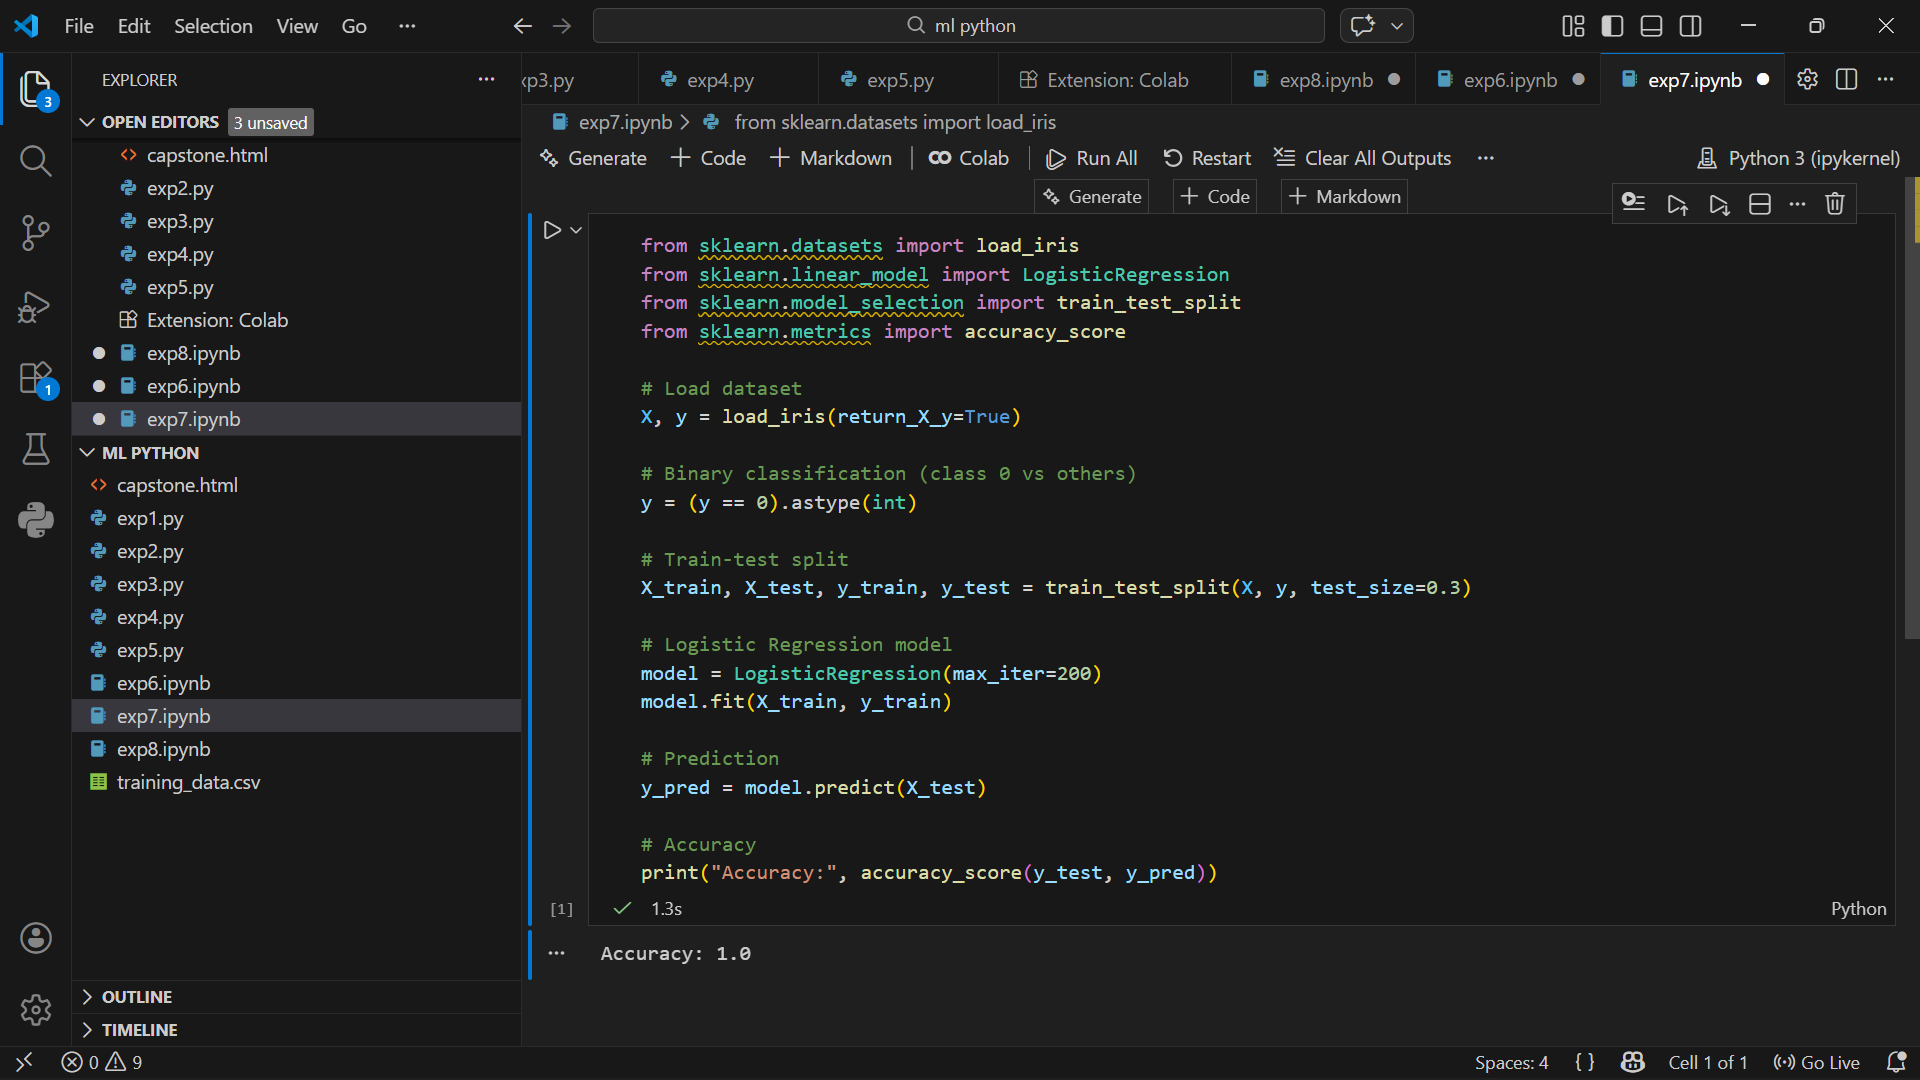 File Edit Selection View Go ···
ml python
EXPLORER
OPEN EDITORS 3 unsaved
capstone.html
exp2.py
exp3.py
exp4.py
exp5.py
Extension: Colab
exp8.ipynb
exp6.ipynb
exp7.ipynb
ML PYTHON
capstone.html
exp1.py
exp2.py
exp3.py
exp4.py
exp5.py
exp6.ipynb
exp7.ipynb
exp8.ipynb
training_data.csv
OUTLINE
TIMELINE
3
1
xp3.py exp4.py exp5.py Extension: Colab exp8.ipynb exp6.ipynb exp7.ipynb
exp7.ipynb > from sklearn.datasets import load_iris
Generate + Code + Markdown | Colab | Run All Restart Clear All Outputs ··· Python 3 (ipykernel)
Generate + Code + Markdown
from sklearn.datasets import load_iris
from sklearn.linear_model import LogisticRegression
from sklearn.model_selection import train_test_split
from sklearn.metrics import accuracy_score
# Load dataset
X, y = load_iris(return_X_y=True)
# Binary classification (class 0 vs others)
y = (y == 0).astype(int)
# Train-test split
X_train, X_test, y_train, y_test = train_test_split(X, y, test_size=0.3)
# Logistic Regression model
model = LogisticRegression(max_iter=200)
model.fit(X_train, y_train)
# Prediction
y_pred = model.predict(X_test)
# Accuracy
print("Accuracy:", accuracy_score(y_test, y_pred))
[1] 1.3s Python
Accuracy: 1.0
0 9 Spaces: 4 { } Cell 1 of 1 Go Live